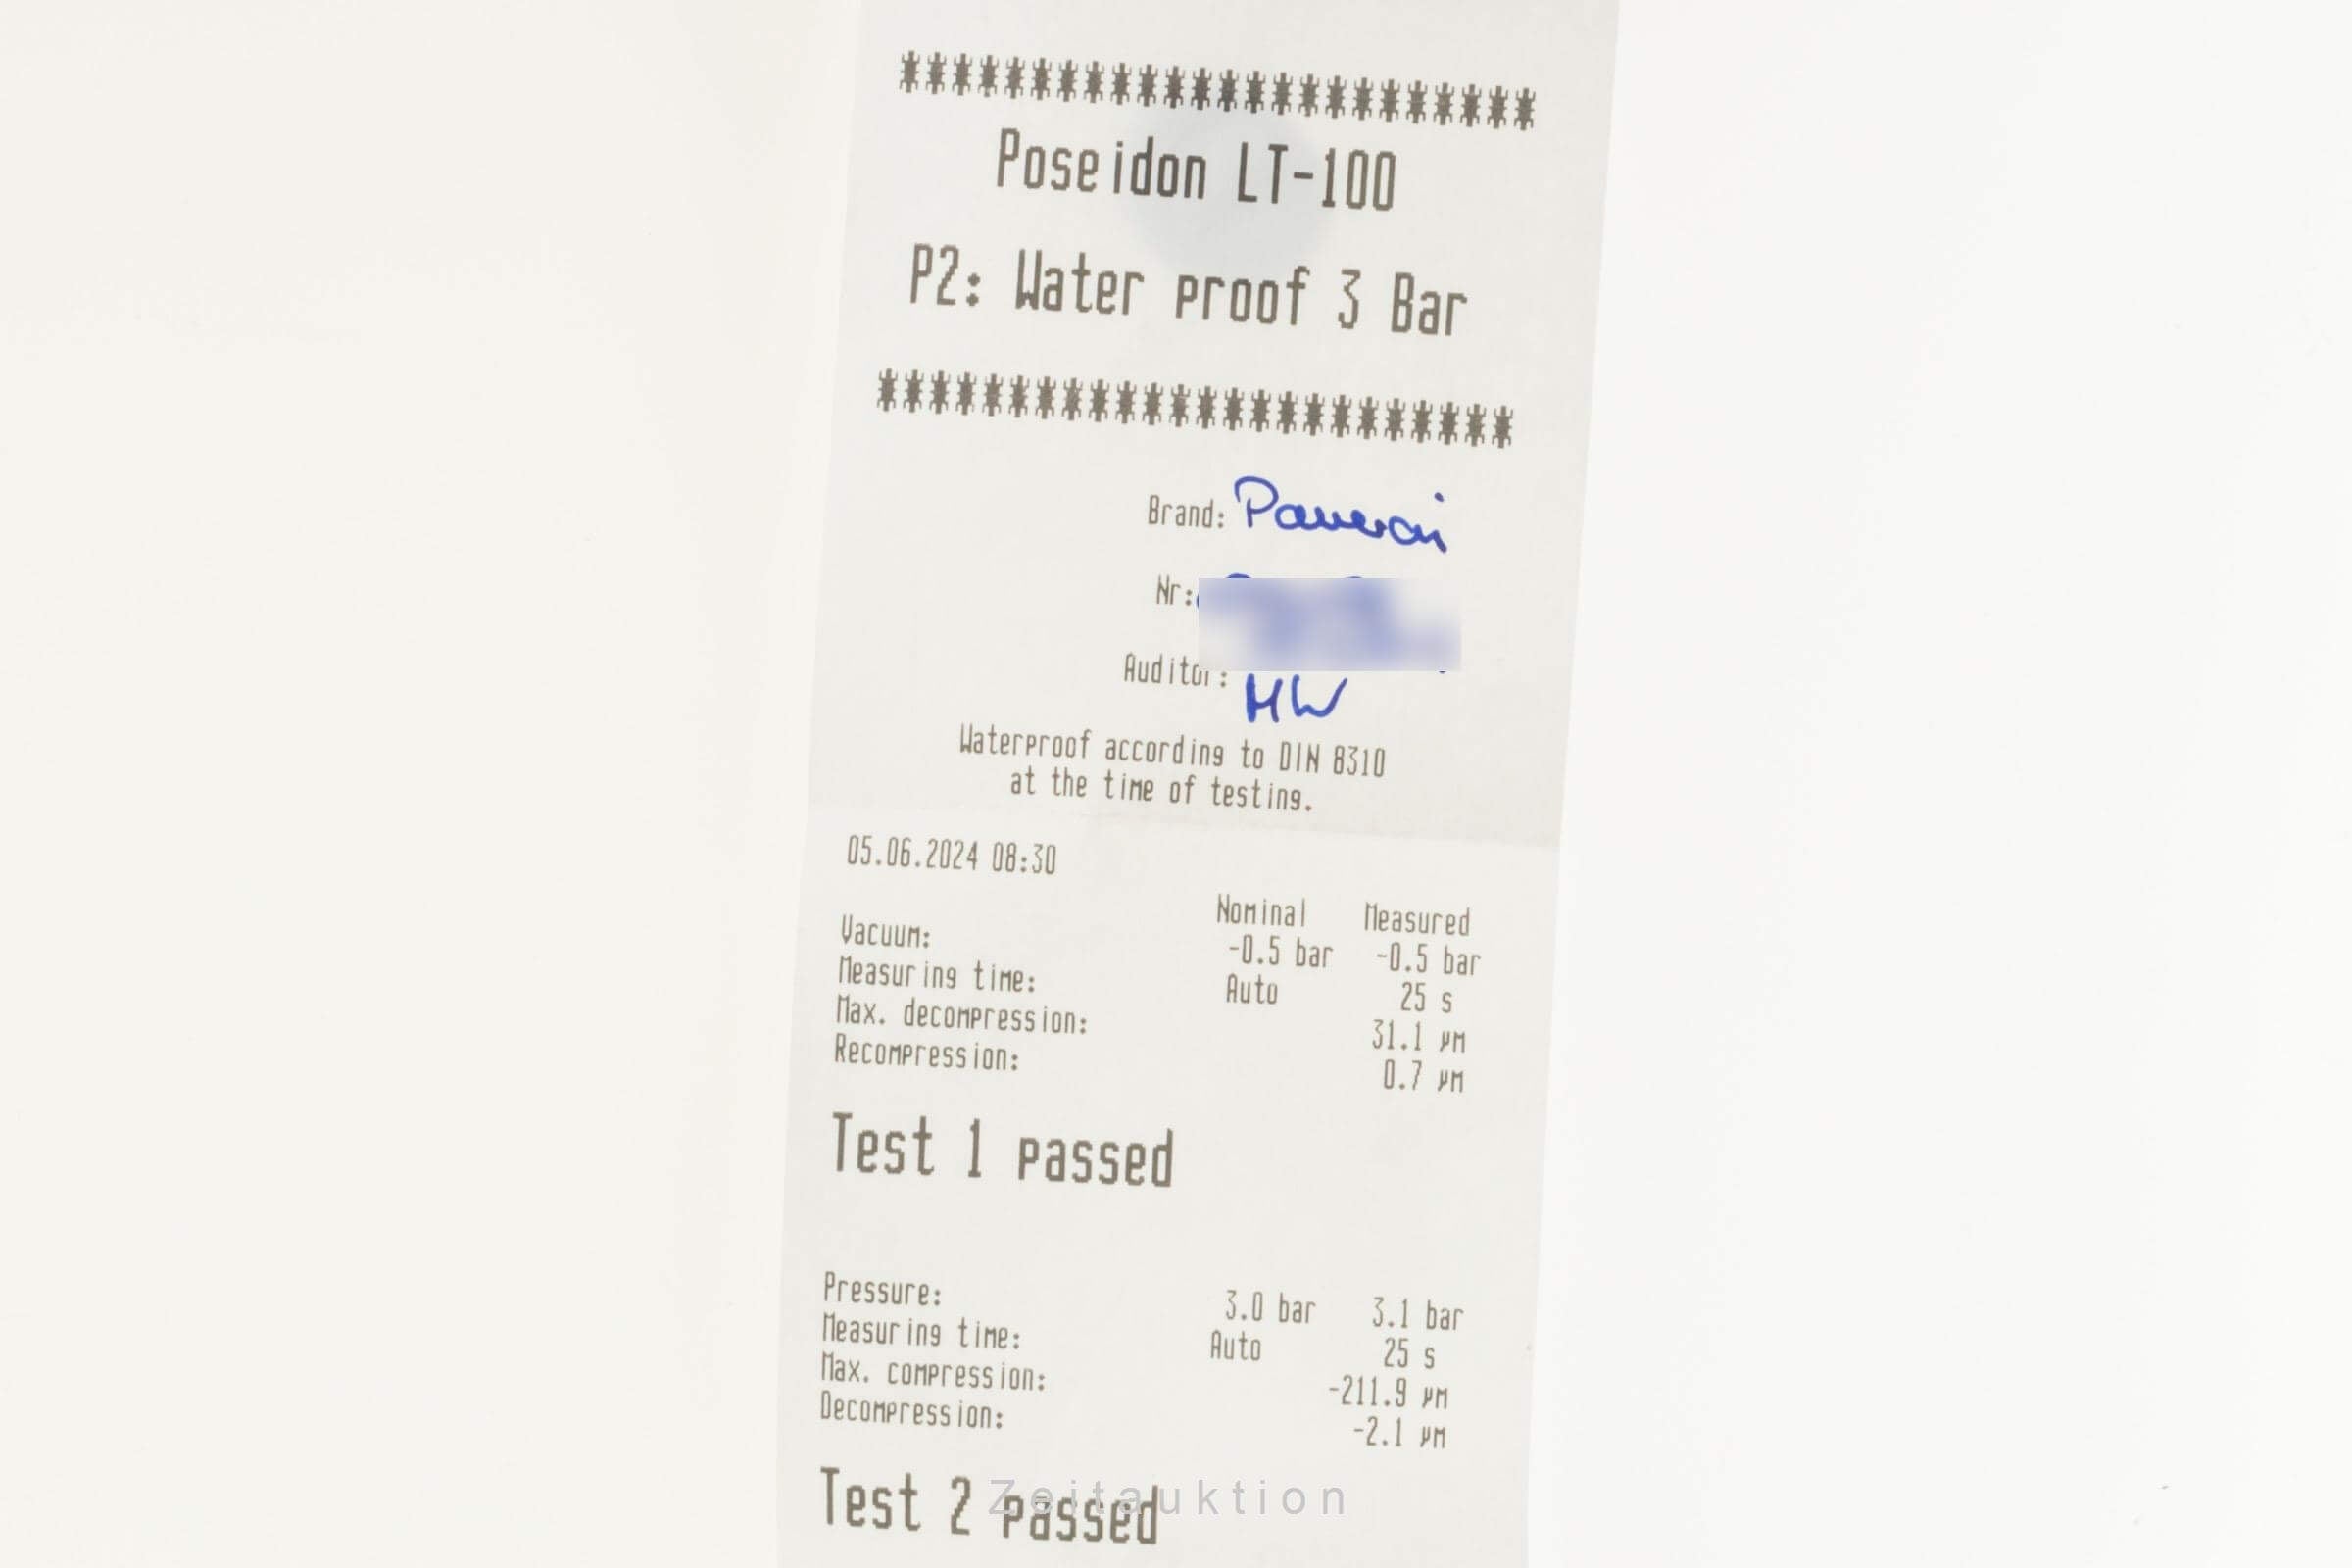 ************************
Poseidon LT-100
P2: Water proof 3 Bar
************************
Brand: Panerai
Nr:
Auditor: HW
Waterproof according to DIN 8310
at the time of testing.
05.06.2024 08:30
Nominal Measured
Vacuum: -0.5 bar -0.5 bar
Measuring time: Auto 25 s
Max. decompression: 31.1 µm
Recompression: 0.7 µm
Test 1 passed
Pressure: 3.0 bar 3.1 bar
Measuring time: Auto 25 s
Max. compression: -211.9 µm
Decompression: -2.1 µm
Test 2 passed
Zeitauktion